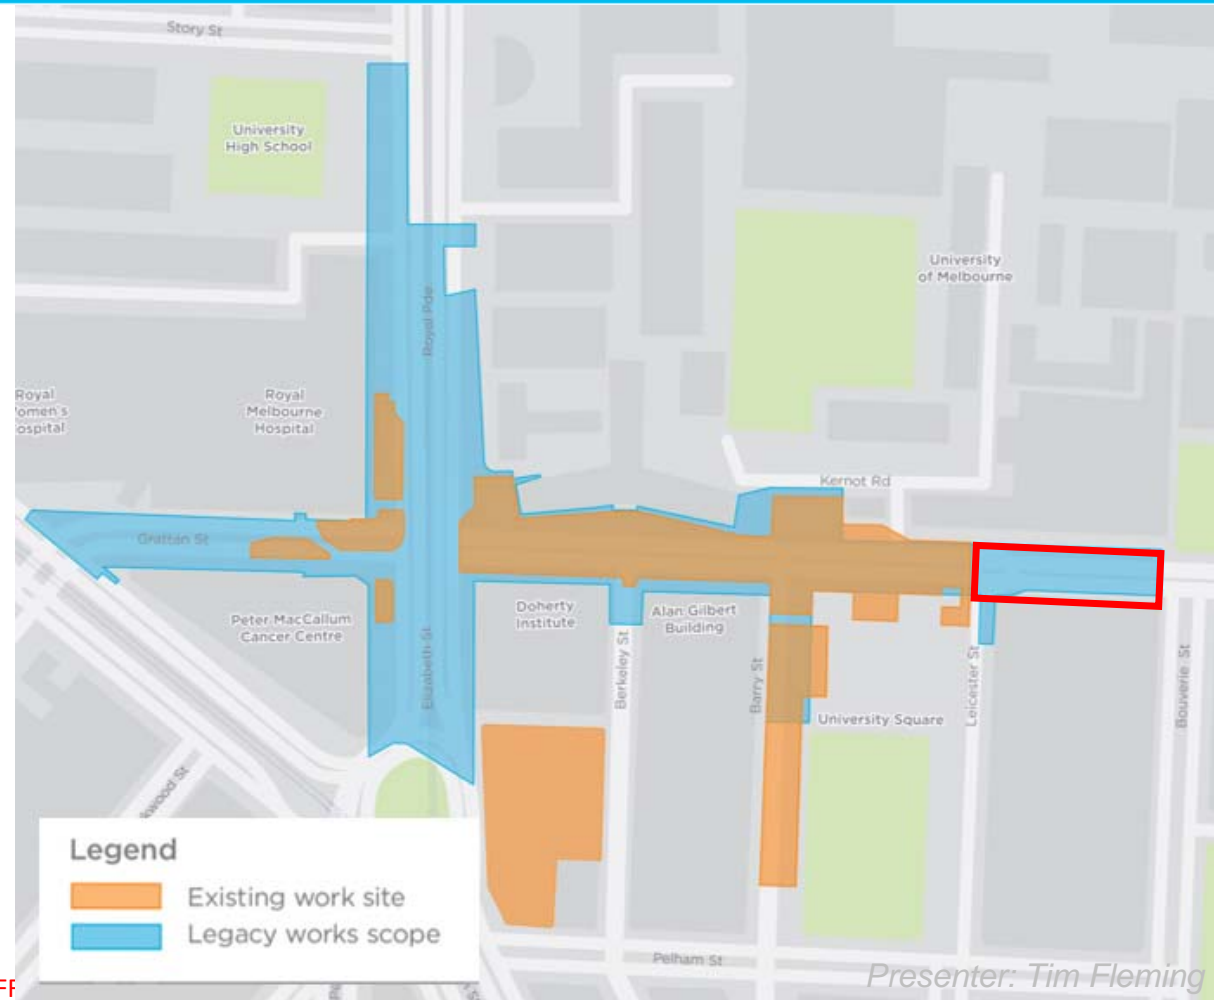 Story St
University
High School
University
of Melbourne
Royal Pde
Royal
Melbourne
Hospital
Royal
omen's
ospital
Kernot Rd
Grattan St
Peter MacCallum
Cancer Centre
Elizabeth St
Doherty
Institute
Berkeley St
Alan Gilbert
Building
Barry St
University Square
Leicester St
Bouverie St
kwood St
Legend
Existing work site
Legacy works scope
Pelham St
Presenter: Tim Fleming